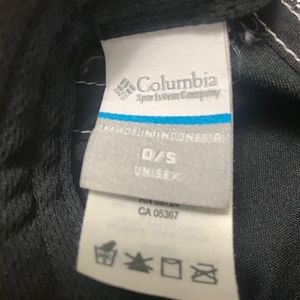 Columbia
Sportswear Company
MADE IN INDONESIA
O/S
UNISEX
CA 05367